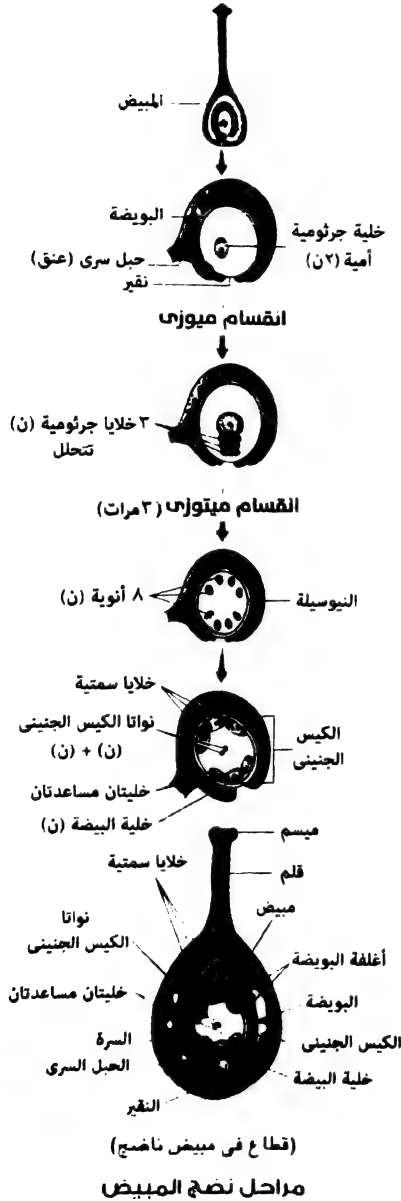 المبيض
البويضة
خلية جرثومية
أمية (٢ن)
حبل سرى (عنق)
نقير
انقسام ميوزى
٣ خلايا جرثومية (ن)
تتحلل
انقسام ميتوزى (٣ مرات)
٨ أنوية (ن)
النيوسيلة
خلايا سمتية
نواتا الكيس الجنينى
(ن) + (ن)
الكيس
الجنينى
خليتان مساعدتان
خلية البيضة (ن)
ميسم
خلايا سمتية
قلم
مبيض
نواتا
الكيس الجنينى
أغلفة البويضة
خليتان مساعدتان
البويضة
السرة
الكيس الجنينى
الحبل السرى
خلية البيضة
النقير
(قطاع فى مبيض ناضج)
مراحل نضج المبيض